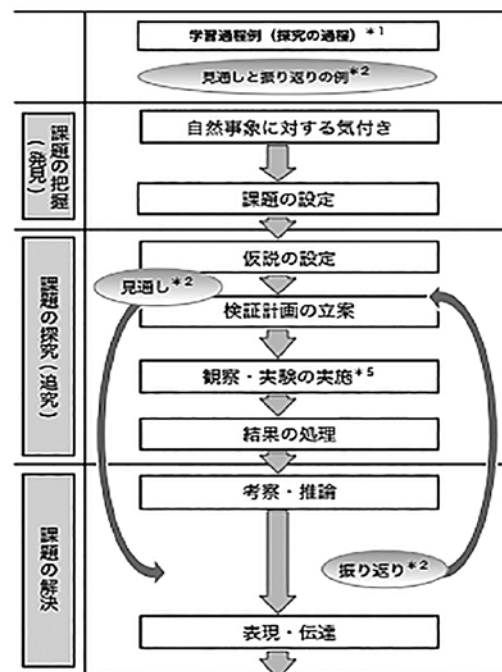 学習過程例（探究の過程）*1
見通しと振り返りの例*2
課題の把握（発見）
自然事象に対する気付き
課題の設定
課題の探究（追究）
仮説の設定
見通し*2
検証計画の立案
観察・実験の実施*5
結果の処理
課題の解決
考察・推論
振り返り*2
表現・伝達